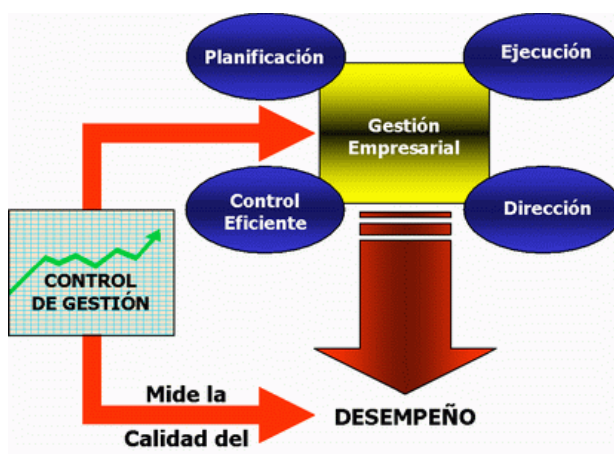 Planificación
Ejecución
Gestión
Empresarial
Control
Eficiente
Dirección
CONTROL
DE GESTIÓN
Mide la
Calidad del
DESEMPEÑO